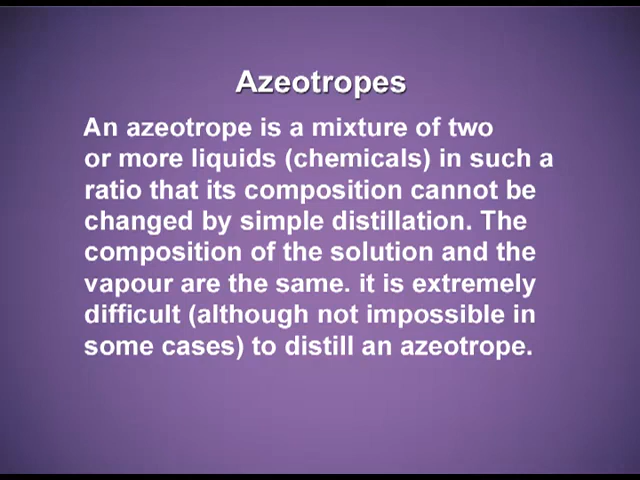 Azeotropes
An azeotrope is a mixture of two
or more liquids (chemicals) in such a
ratio that its composition cannot be
changed by simple distillation. The
composition of the solution and the
vapour are the same. it is extremely
difficult (although not impossible in
some cases) to distill an azeotrope.